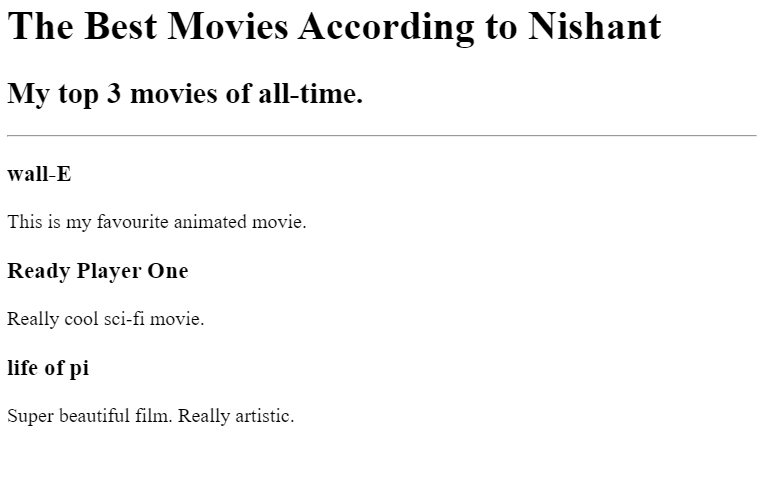 The Best Movies According to Nishant
My top 3 movies of all-time.
wall-E
This is my favourite animated movie.
Ready Player One
Really cool sci-fi movie.
life of pi
Super beautiful film. Really artistic.